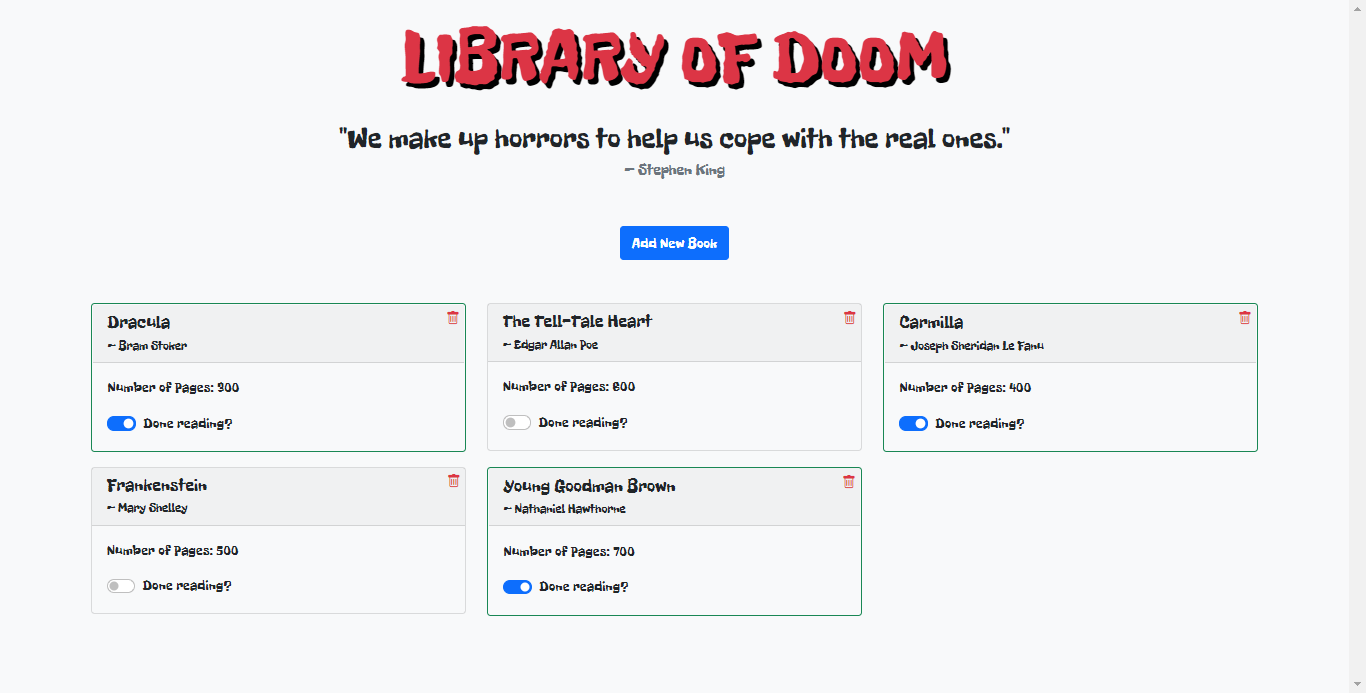 LIBRARY OF DOOM
"We make up horrors to help us cope with the real ones."
— Stephen King
Add New Book
Dracula
— Bram Stoker
Number of Pages: 300
Done reading?
The Tell-Tale Heart
— Edgar Allan Poe
Number of Pages: 600
Done reading?
Carmilla
— Joseph Sheridan Le Fanu
Number of Pages: 400
Done reading?
Frankenstein
— Mary Shelley
Number of Pages: 500
Done reading?
Young Goodman Brown
— Nathaniel Hawthorne
Number of Pages: 700
Done reading?